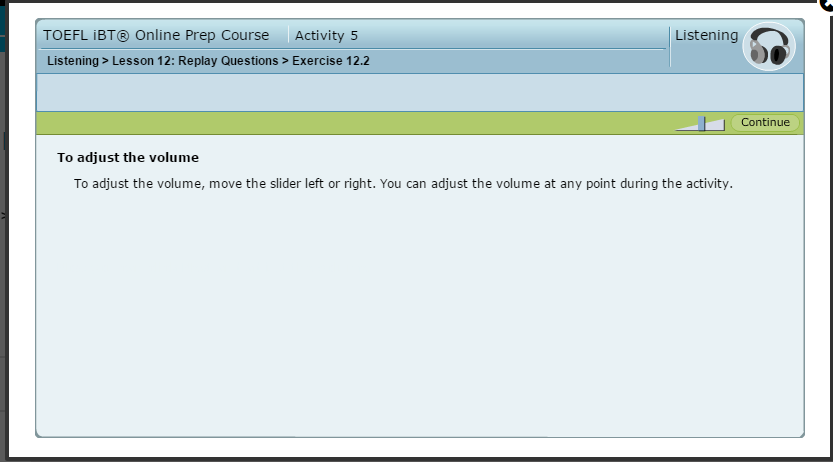 TOEFL iBT® Online Prep Course
Activity 5
Listening
Listening > Lesson 12: Replay Questions > Exercise 12.2
Continue
To adjust the volume
To adjust the volume, move the slider left or right. You can adjust the volume at any point during the activity.